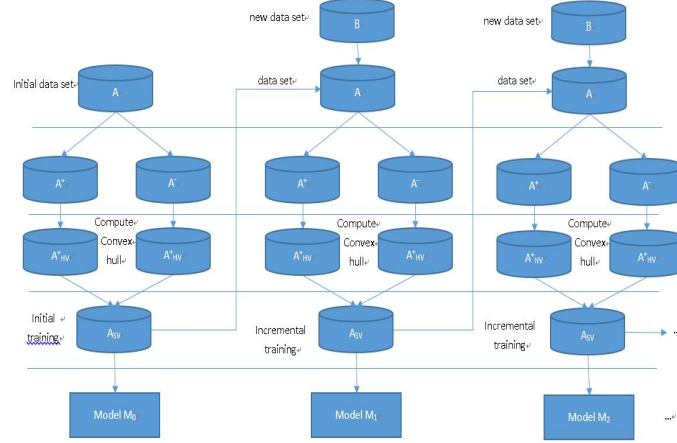 new data set
B
new data set
B
Initial data set
A
data set
A
data set
A
A⁺
A⁻
A⁺
A⁻
A⁺
A⁻
Compute
Convex
hull
Compute
Convex
hull
Compute
Convex
hull
A⁺HV
A⁺HV
A⁺HV
A⁺HV
A⁺HV
A⁺HV
Initial
training
ASV
Incremental
training
ASV
Incremental
training
ASV
...
Model M₀
Model M₁
Model M₂
...